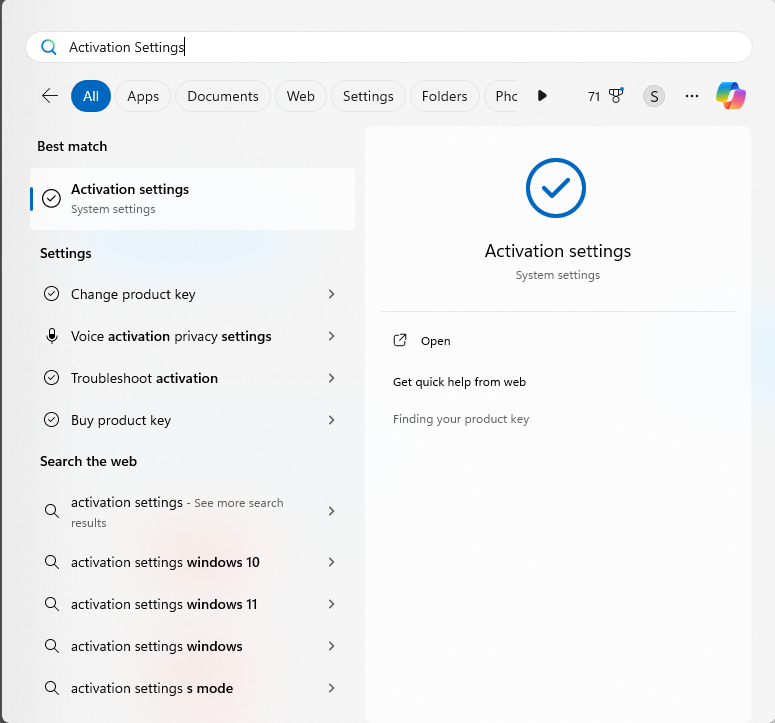 Activation Settings
All
Apps
Documents
Web
Settings
Folders
Pho
71
S
Best match
Activation settings
System settings
Settings
Change product key
Voice activation privacy settings
Troubleshoot activation
Buy product key
Search the web
activation settings - See more search
results
activation settings windows 10
activation settings windows 11
activation settings windows
activation settings s mode
Activation settings
System settings
Open
Get quick help from web
Finding your product key